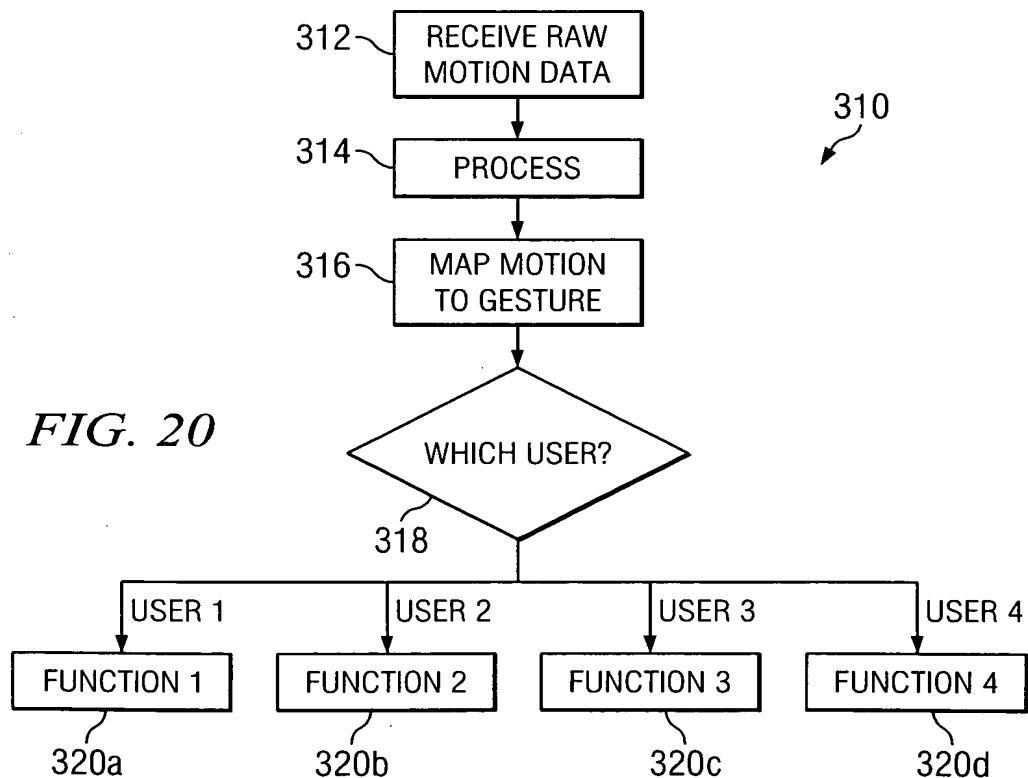 312
RECEIVE RAW
MOTION DATA
310
314
PROCESS
316
MAP MOTION
TO GESTURE
FIG. 20
WHICH USER?
318
USER 1
USER 2
USER 3
USER 4
FUNCTION 1
FUNCTION 2
FUNCTION 3
FUNCTION 4
320a
320b
320c
320d